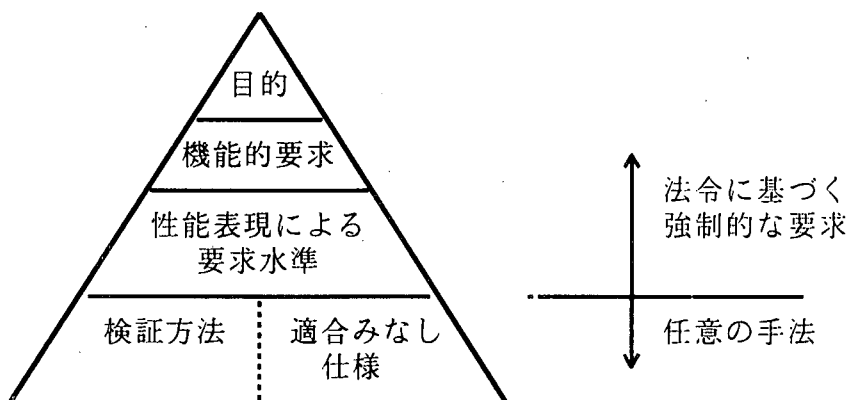 目的
機能的要求
性能表現による
要求水準
検証方法
適合みなし
仕様
法令に基づく
強制的な要求
任意の手法